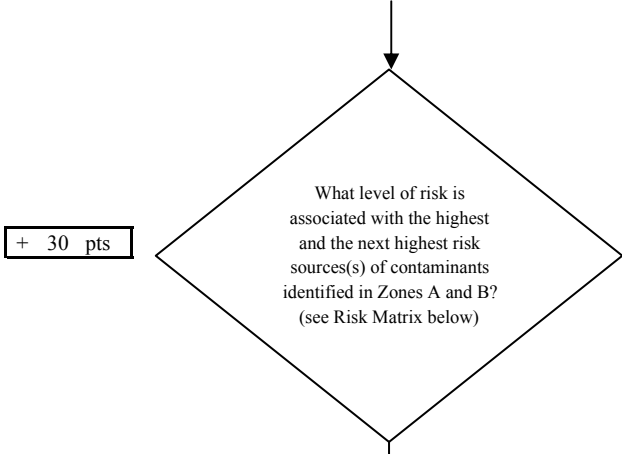 What level of risk is
associated with the highest
and the next highest risk
+ 30 pts
sources(s) of contaminants
identified in Zones A and B?
(see Risk Matrix below)